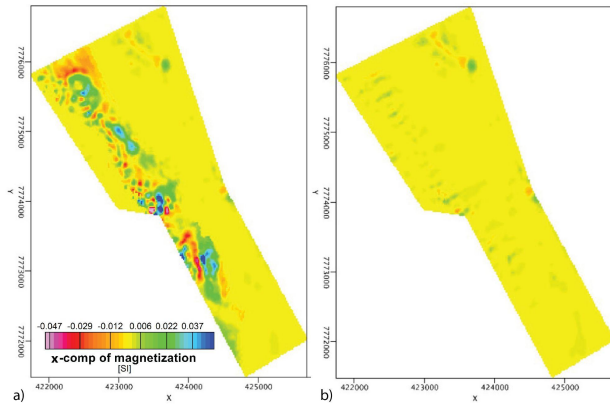 7776000
7775000
7774000
7773000
7772000
Y
-0.047 -0.029 -0.012 0.006 0.022 0.037
x-comp of magnetization
[SI]
422000 423000 424000 425000
X
a)
7776000
7775000
7774000
7773000
7772000
Y
422000 423000 424000 425000
X
b)